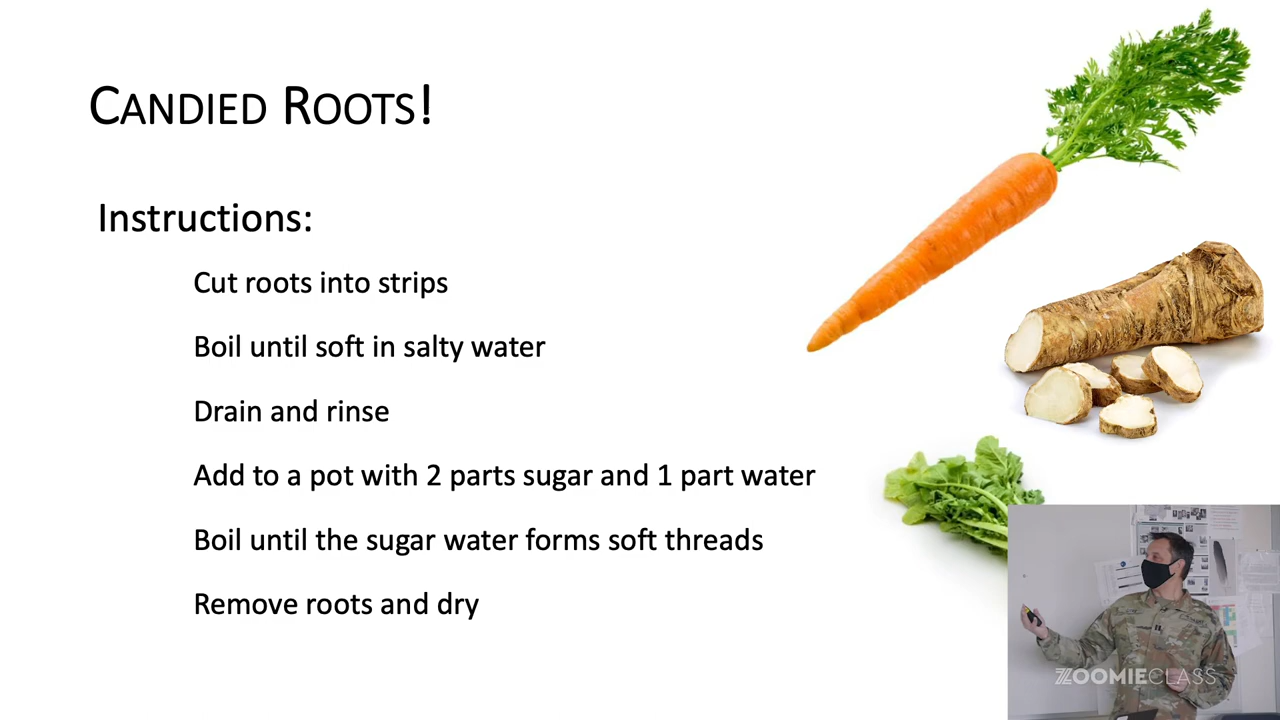 CANDIED ROOTS!
Instructions:
Cut roots into strips
Boil until soft in salty water
Drain and rinse
Add to a pot with 2 parts sugar and 1 part water
Boil until the sugar water forms soft threads
Remove roots and dry
ZOOMIECLASS